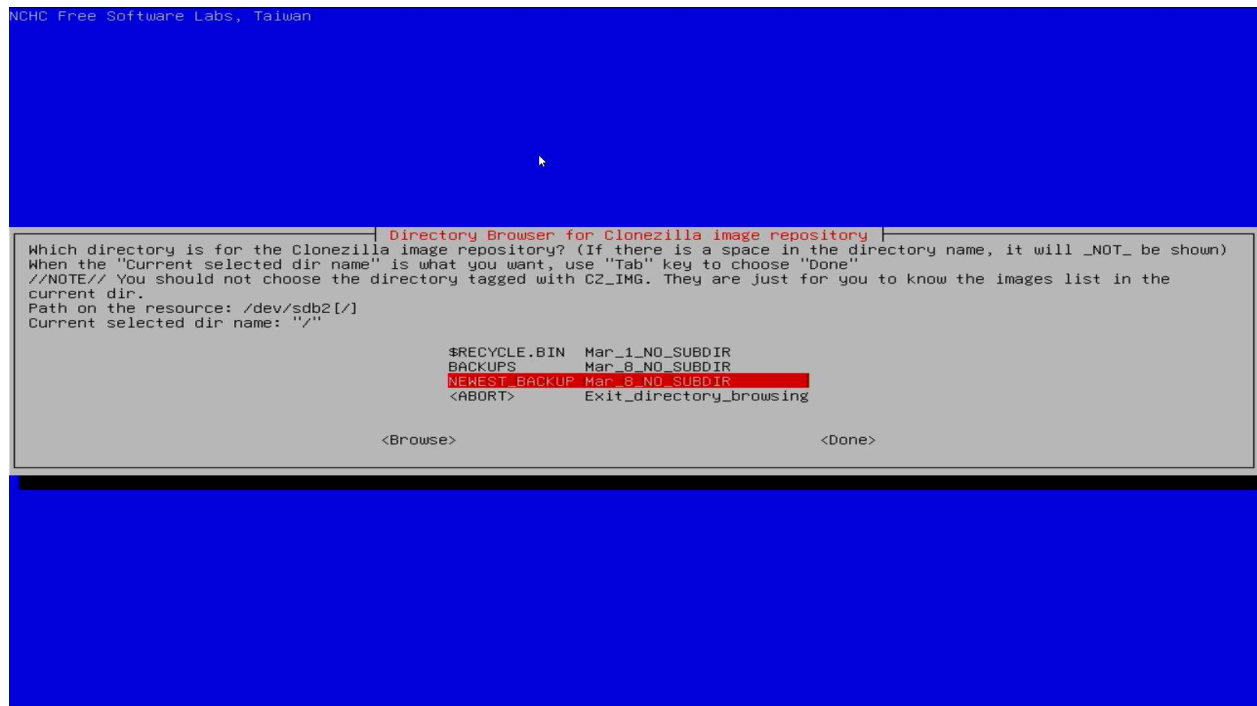 NCHC Free Software Labs, Taiwan
Directory Browser for Clonezilla image repository
Which directory is for the Clonezilla image repository? (If there is a space in the directory name, it will _NOT_ be shown)
When the "Current selected dir name" is what you want, use "Tab" key to choose "Done"
//NOTE// You should not choose the directory tagged with CZ_IMG. They are just for you to know the images list in the
current dir.
Path on the resource: /dev/sdb2[/]
Current selected dir name: "/"
$RECYCLE.BIN Mar_1_NO_SUBDIR
BACKUPS Mar_8_NO_SUBDIR
NEWEST_BACKUP Mar_8_NO_SUBDIR
<ABORT> Exit_directory_browsing
<Browse> <Done>